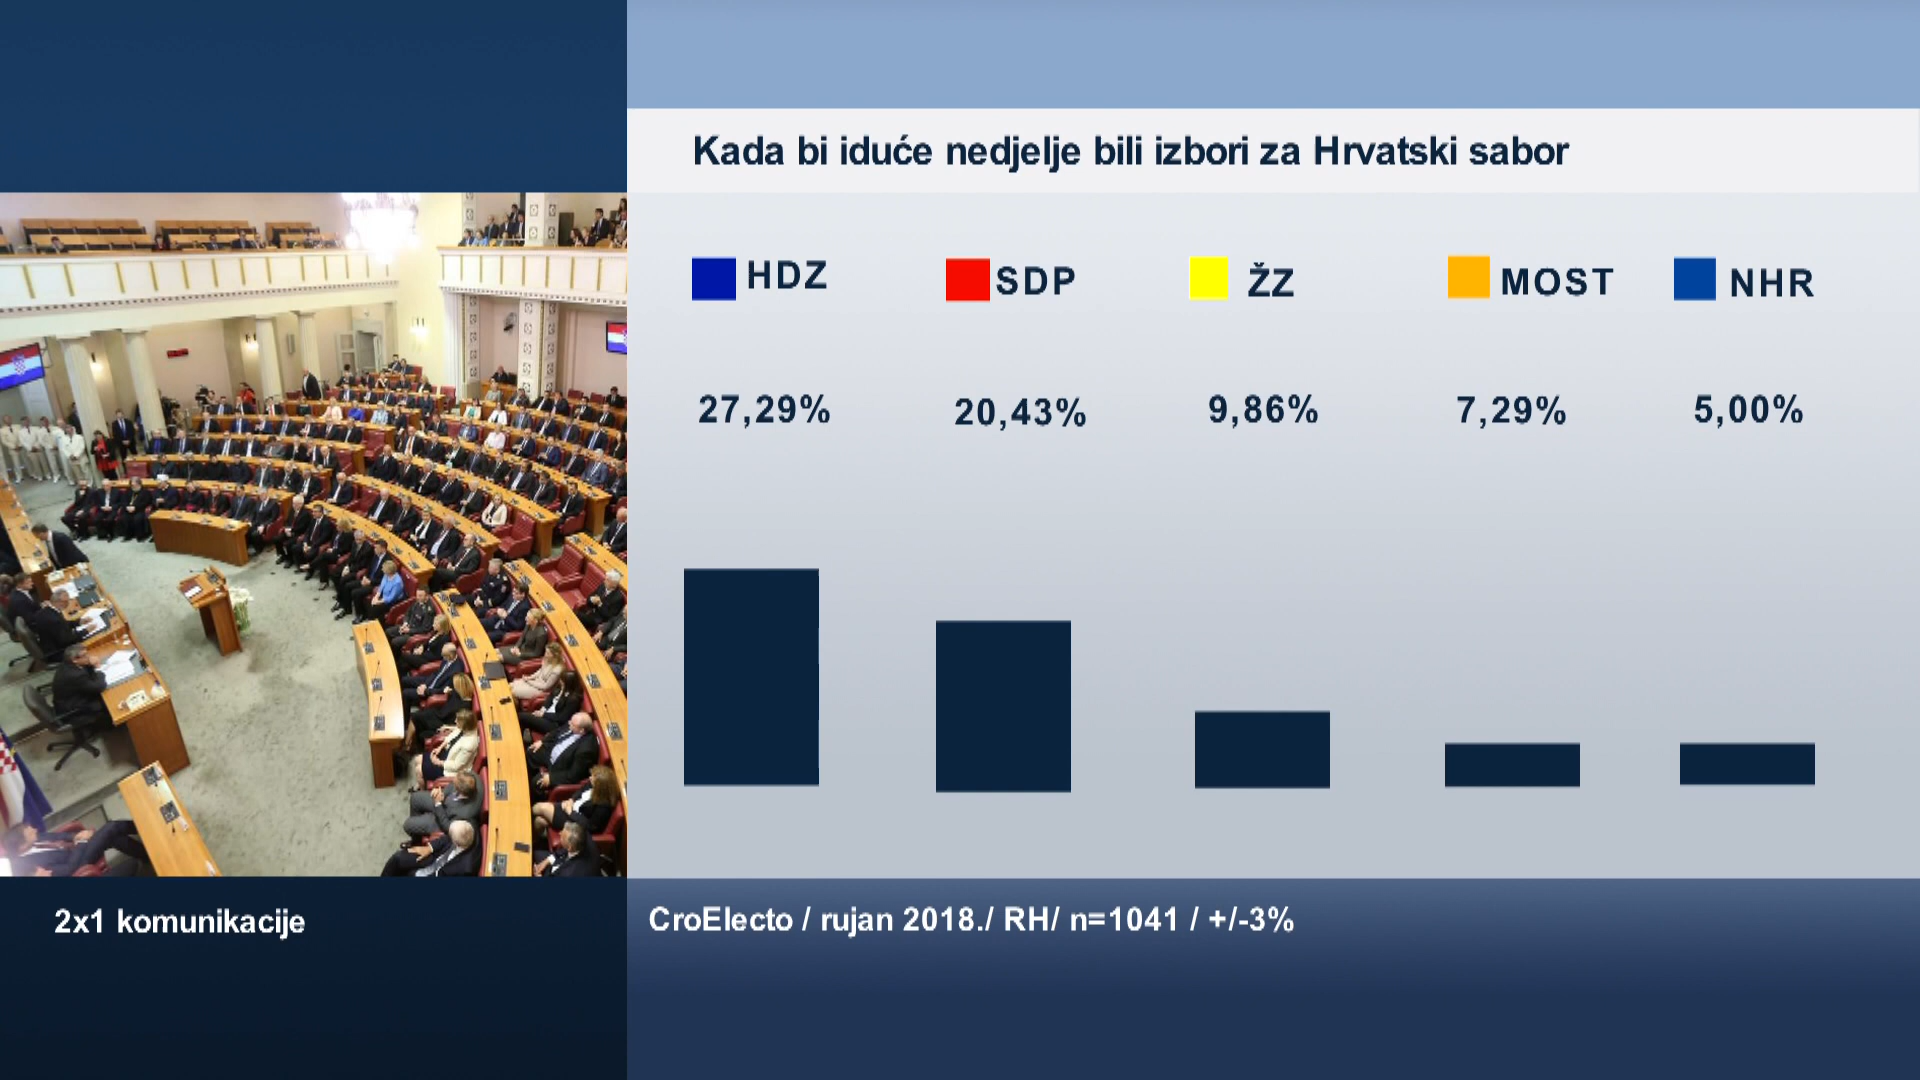 Kada bi iduće nedjelje bili izbori za Hrvatski sabor
HDZ SDP ŽZ MOST NHR
27,29% 20,43% 9,86% 7,29% 5,00%
2x1 komunikacije
CroElecto / rujan 2018./ RH/ n=1041 / +/-3%